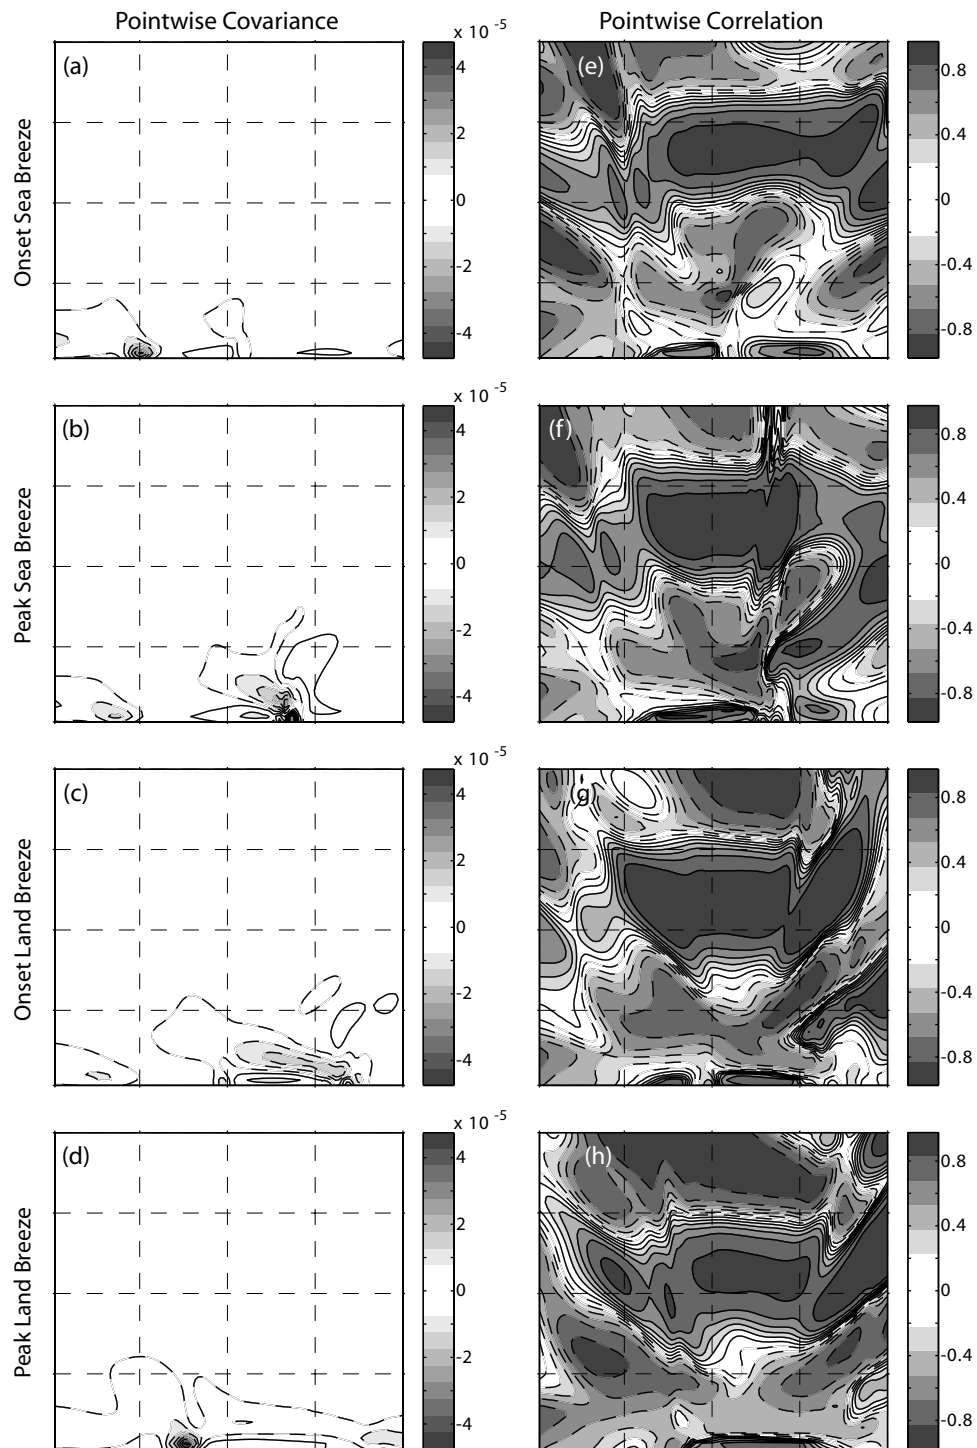 Pointwise Covariance
Pointwise Correlation
Onset Sea Breeze
(a)
x 10 -5
4
2
0
-2
-4
(e)
0.8
0.4
0
-0.4
-0.8
Peak Sea Breeze
(b)
x 10 -5
4
2
0
-2
-4
(f)
0.8
0.4
0
-0.4
-0.8
Onset Land Breeze
(c)
x 10 -5
4
2
0
-2
-4
(g)
0.8
0.4
0
-0.4
-0.8
Peak Land Breeze
(d)
x 10 -5
4
2
0
-2
-4
(h)
0.8
0.4
0
-0.4
-0.8